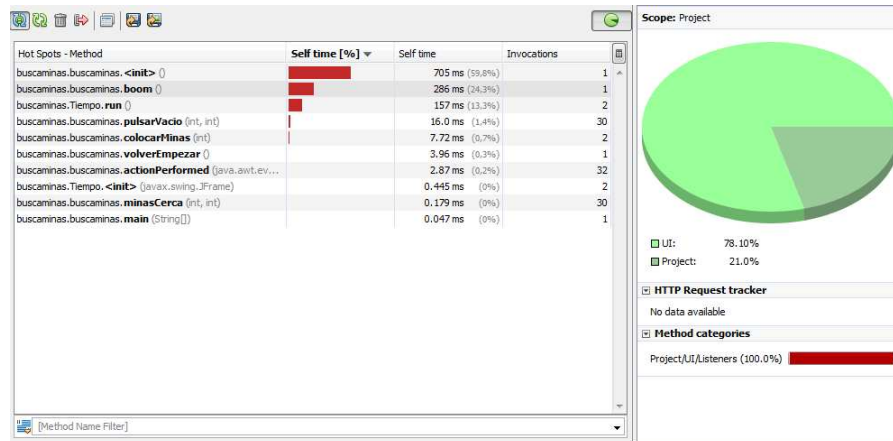 Scope: Project
Hot Spots - Method Self time [%] Self time Invocations
buscaminas.buscaminas.<init> () 705 ms (59,8%) 1
buscaminas.buscaminas.boom () 286 ms (24,3%) 1
buscaminas.Tiempo.run () 157 ms (13,3%) 2
buscaminas.buscaminas.pulsarVacio (int, int) 16.0 ms (1,4%) 30
buscaminas.buscaminas.colocarMinas (int) 7.72 ms (0,7%) 2
buscaminas.buscaminas.volverEmpezar () 3.96 ms (0,3%) 1
buscaminas.buscaminas.actionPerformed (java.awt.ev... 2.87 ms (0,2%) 32
buscaminas.Tiempo.<init> (javax.swing.JFrame) 0.445 ms (0%) 2
buscaminas.buscaminas.minasCerca (int, int) 0.179 ms (0%) 30
buscaminas.buscaminas.main (String[]) 0.047 ms (0%) 1
[Method Name Filter]
UI: 78.10%
Project: 21.0%
HTTP Request tracker
No data available
Method categories
Project/UI/Listeners (100.0%)